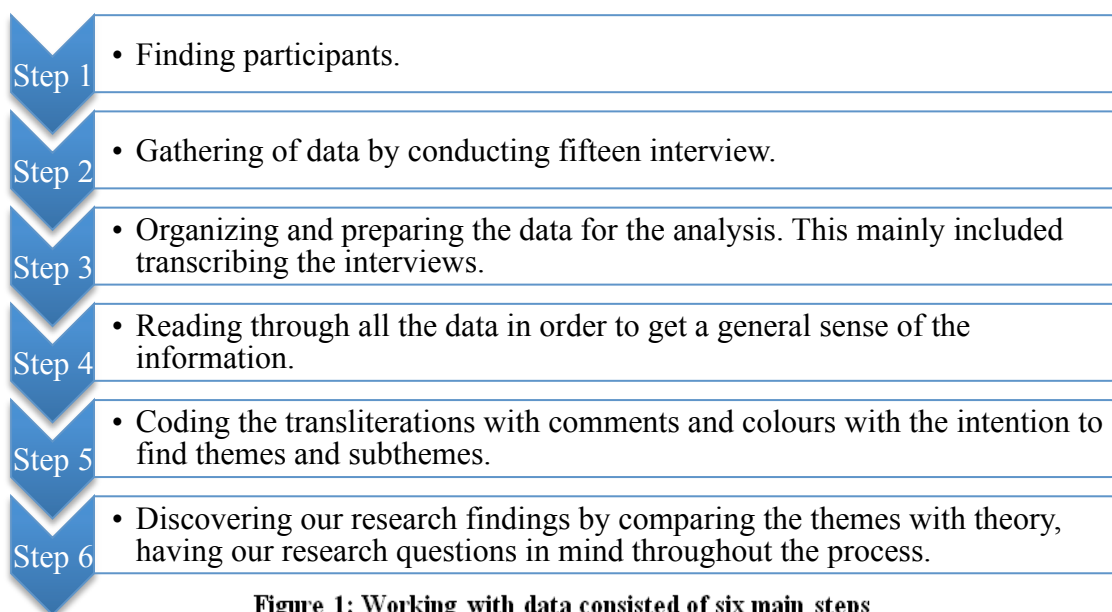 Step 1
• Finding participants.
Step 2
• Gathering of data by conducting fifteen interview.
Step 3
• Organizing and preparing the data for the analysis. This mainly included
transcribing the interviews.
Step 4
• Reading through all the data in order to get a general sense of the
information.
Step 5
• Coding the transliterations with comments and colours with the intention to
find themes and subthemes.
Step 6
• Discovering our research findings by comparing the themes with theory,
having our research questions in mind throughout the process.
Figure 1: Working with data consisted of six main steps